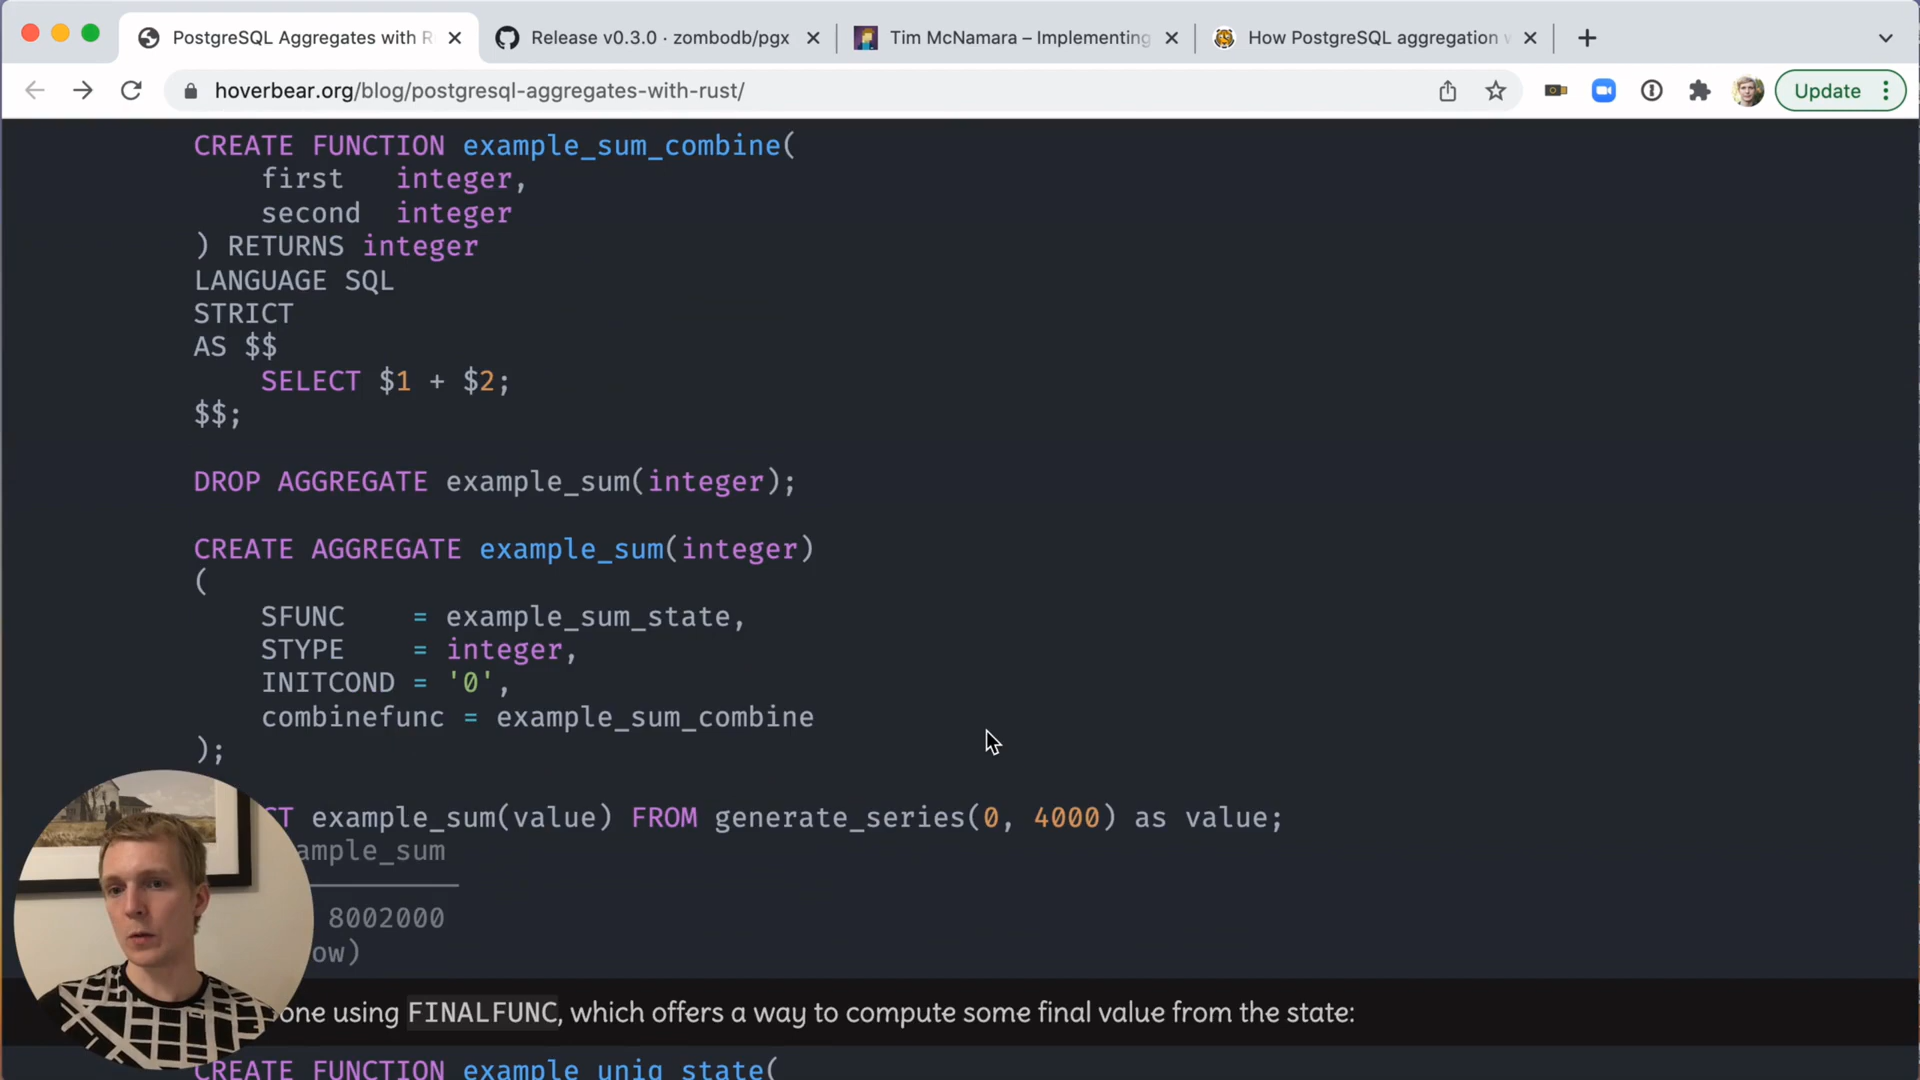 PostgreSQL Aggregates with R
Release v0.3.0 · zombodb/pgx
Tim McNamara – Implementing
How PostgreSQL aggregation w
hoverbear.org/blog/postgresql-aggregates-with-rust/
Update
CREATE FUNCTION example_sum_combine(
first integer,
second integer
) RETURNS integer
LANGUAGE SQL
STRICT
AS $$
SELECT $1 + $2;
$$;
DROP AGGREGATE example_sum(integer);
CREATE AGGREGATE example_sum(integer)
(
SFUNC = example_sum_state,
STYPE = integer,
INITCOND = '0',
combinefunc = example_sum_combine
);
CT example_sum(value) FROM generate_series(0, 4000) as value;
ample_sum
8002000
ow)
one using FINALFUNC, which offers a way to compute some final value from the state:
CREATE FUNCTION example_uniq_state(